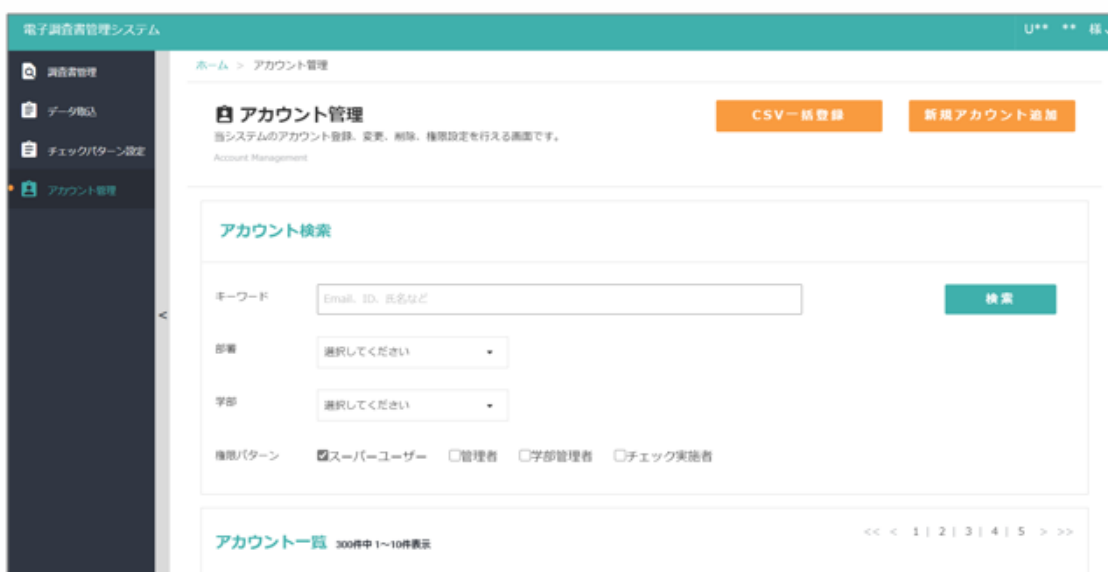 電子調査書管理システム
U** ** 様
調査書管理
データ取込
チェックパターン設定
アカウント管理
<
ホーム > アカウント管理
アカウント管理
当システムのアカウント登録、変更、削除、権限設定を行える画面です。
Account Management
CSV一括登録
新規アカウント追加
アカウント検索
キーワード
Email、ID、氏名など
検索
部署
選択してください
学部
選択してください
権限パターン
スーパーユーザー 管理者 学部管理者 チェック実施者
アカウント一覧 300件中 1～10件表示
<< < 1 | 2 | 3 | 4 | 5 > >>